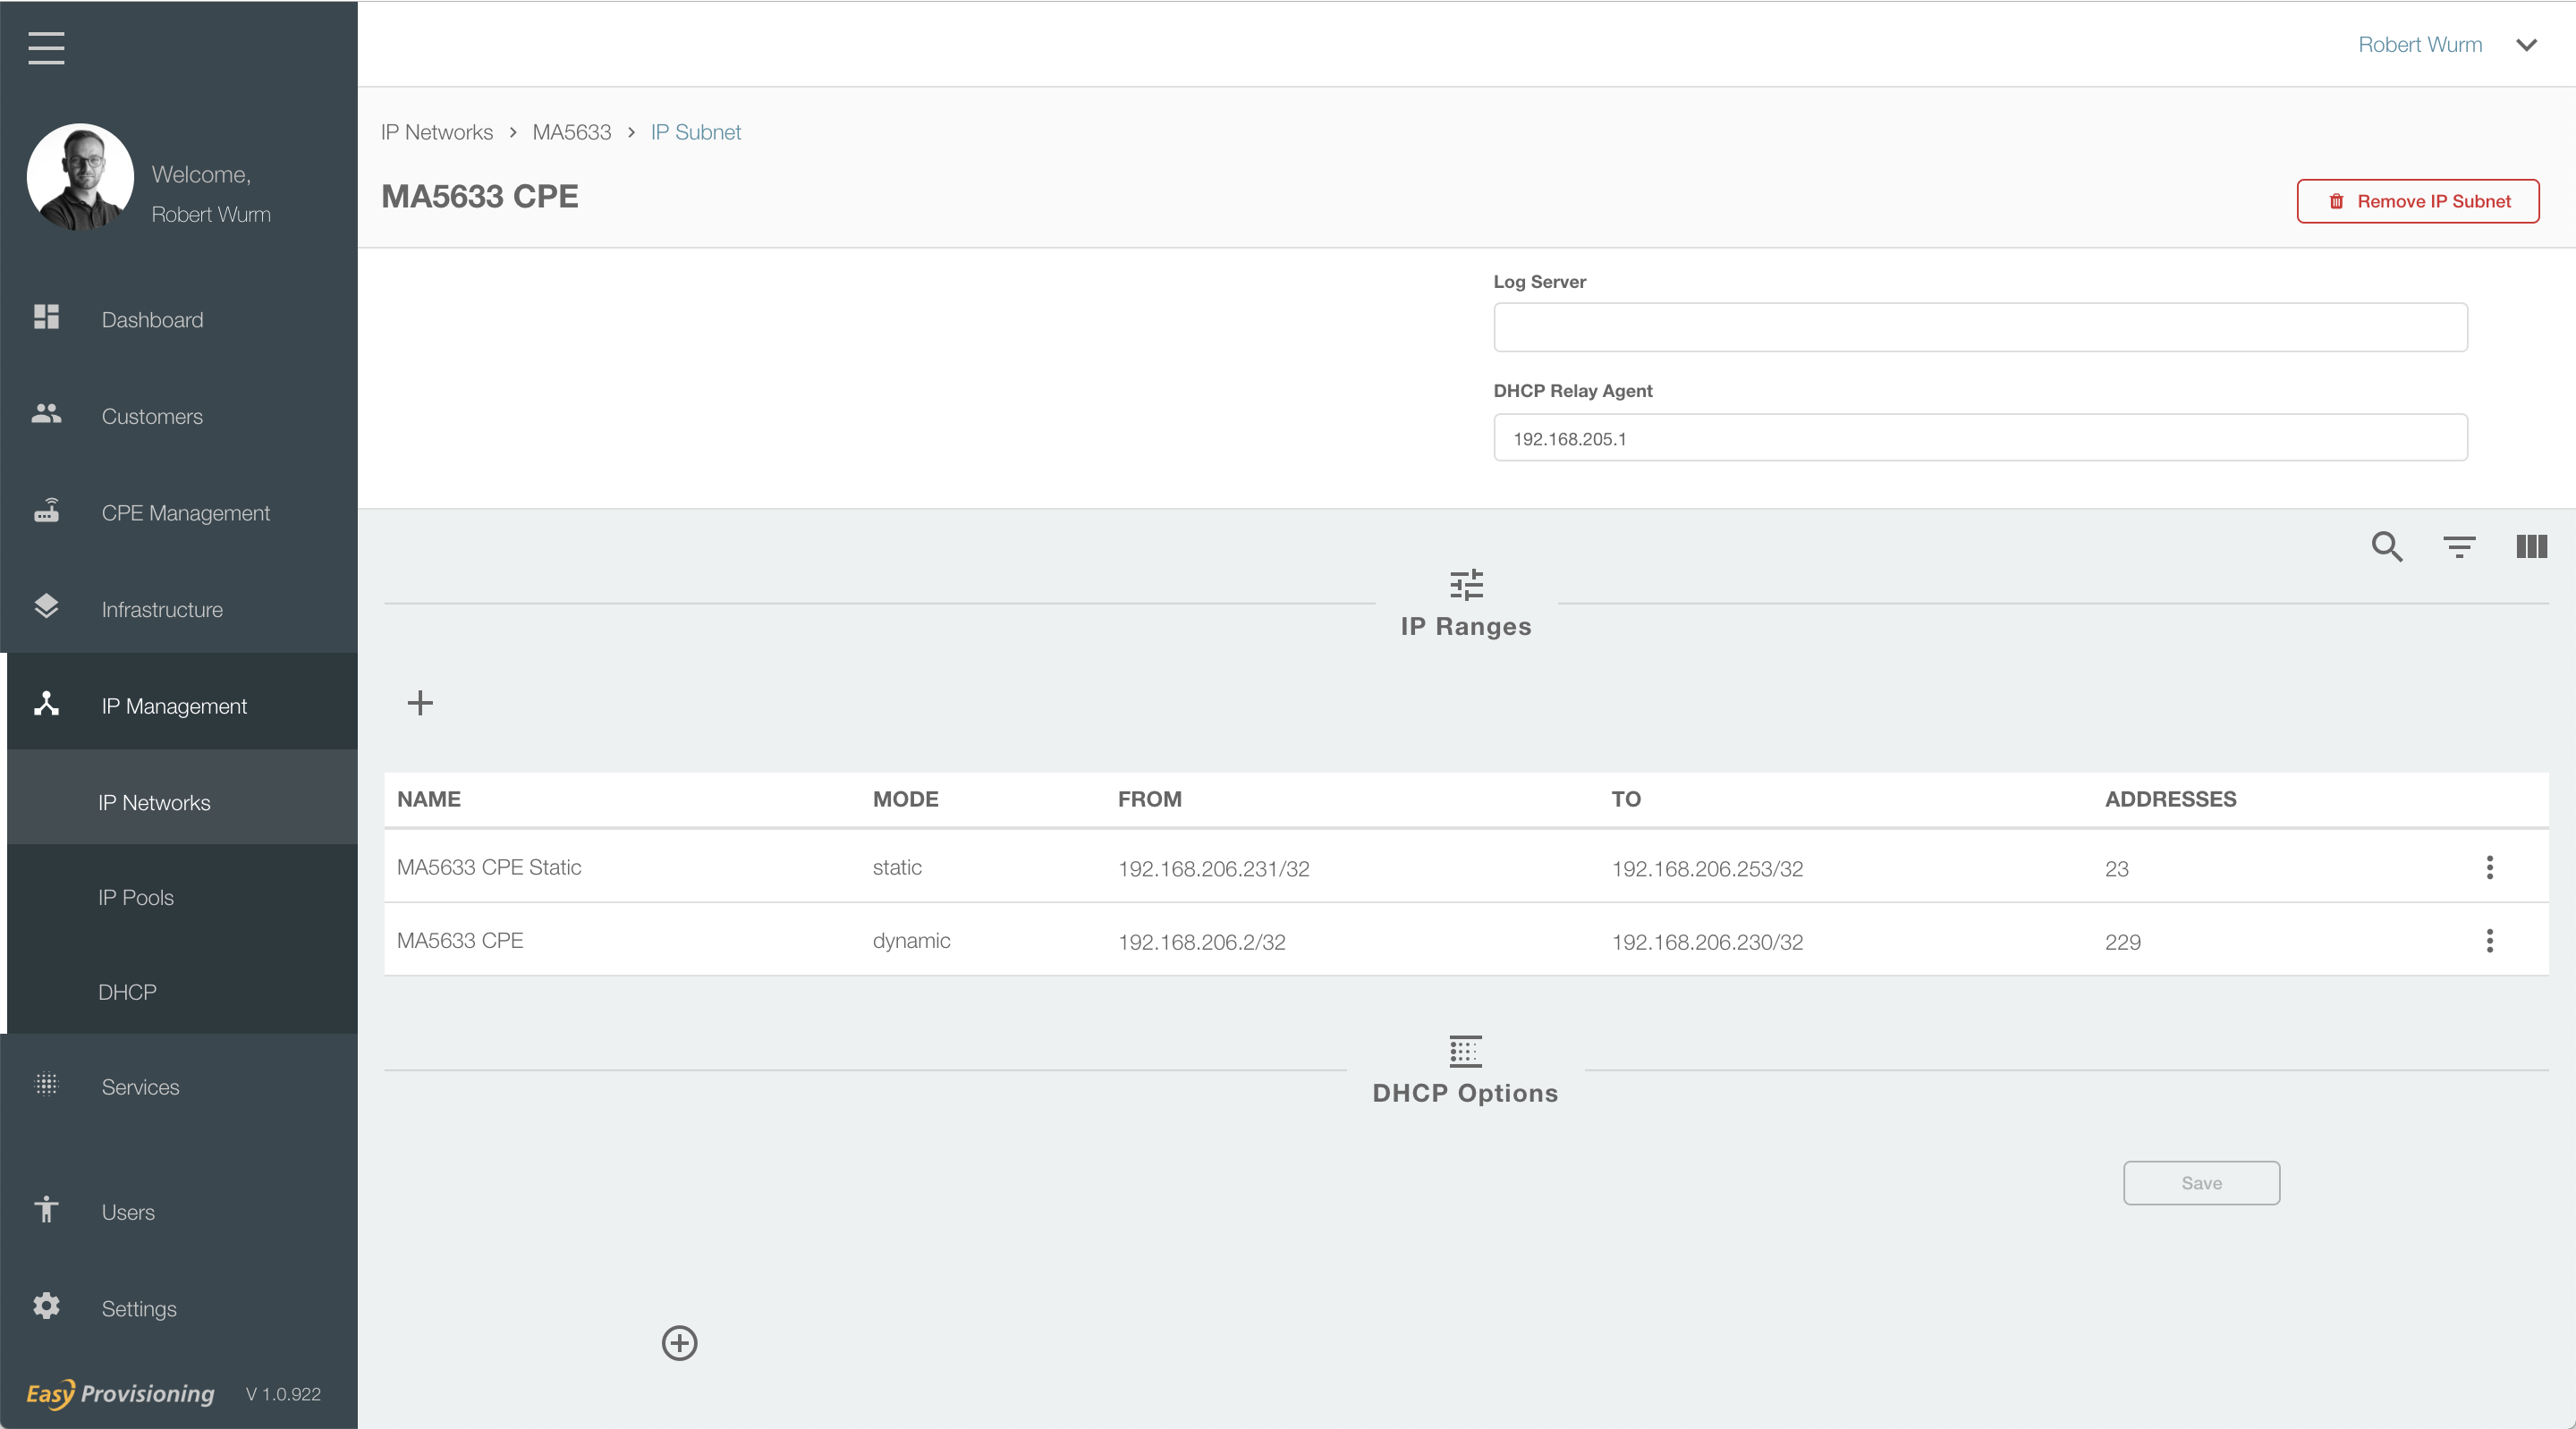 Robert Wurm
Welcome,
Robert Wurm
Dashboard
Customers
CPE Management
Infrastructure
IP Management
IP Networks
IP Pools
DHCP
Services
Users
Settings
Easy Provisioning V 1.0.922
IP Networks > MA5633 > IP Subnet
MA5633 CPE
Remove IP Subnet
Log Server
DHCP Relay Agent
192.168.205.1
IP Ranges
NAME MODE FROM TO ADDRESSES
MA5633 CPE Static static 192.168.206.231/32 192.168.206.253/32 23
MA5633 CPE dynamic 192.168.206.2/32 192.168.206.230/32 229
DHCP Options
Save